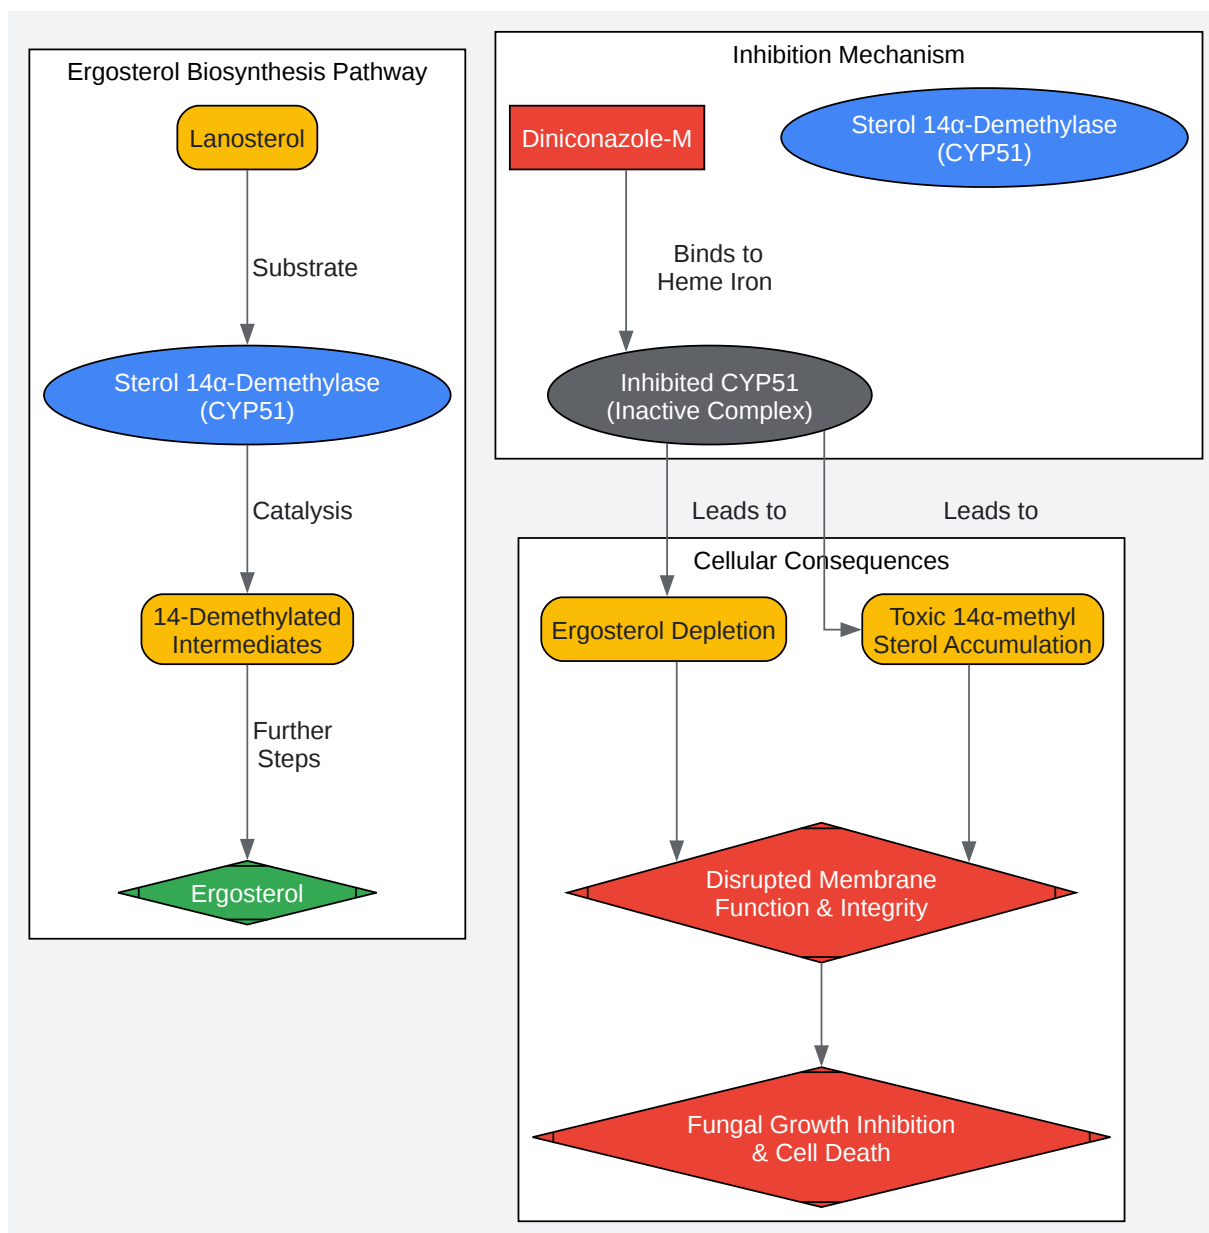 Ergosterol Biosynthesis Pathway
Lanosterol
Substrate
Sterol 14α-Demethylase
(CYP51)
Catalysis
14-Demethylated
Intermediates
Further
Steps
Ergosterol
Inhibition Mechanism
Diniconazole-M
Sterol 14α-Demethylase
(CYP51)
Binds to
Heme Iron
Inhibited CYP51
(Inactive Complex)
Leads to
Leads to
Cellular Consequences
Ergosterol Depletion
Toxic 14α-methyl
Sterol Accumulation
Disrupted Membrane
Function & Integrity
Fungal Growth Inhibition
& Cell Death